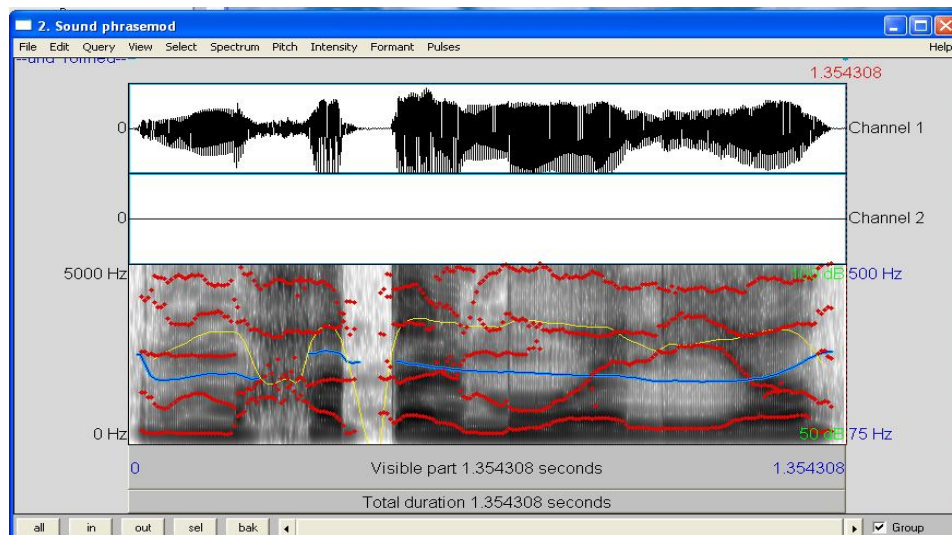 2. Sound phrasemod
File Edit Query View Select Spectrum Pitch Intensity Formant Pulses Help
1.354308
0 Channel 1
0 Channel 2
5000 Hz 500 Hz
0 Hz 50 dB 75 Hz
0 Visible part 1.354308 seconds 1.354308
Total duration 1.354308 seconds
all in out sel bak Group